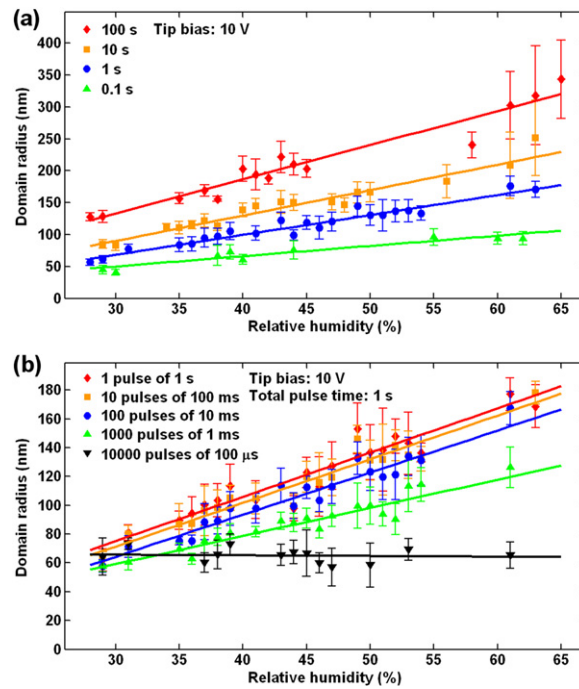 (a)
100 s Tip bias: 10 V
10 s
1 s
0.1 s
Domain radius (nm)
400
350
300
250
200
150
100
50
0
30 35 40 45 50 55 60 65
Relative humidity (%)
(b)
1 pulse of 1 s Tip bias: 10 V
10 pulses of 100 ms Total pulse time: 1 s
100 pulses of 10 ms
1000 pulses of 1 ms
10000 pulses of 100 μs
Domain radius (nm)
180
160
140
120
100
80
60
40
20
0
30 35 40 45 50 55 60 65
Relative humidity (%)